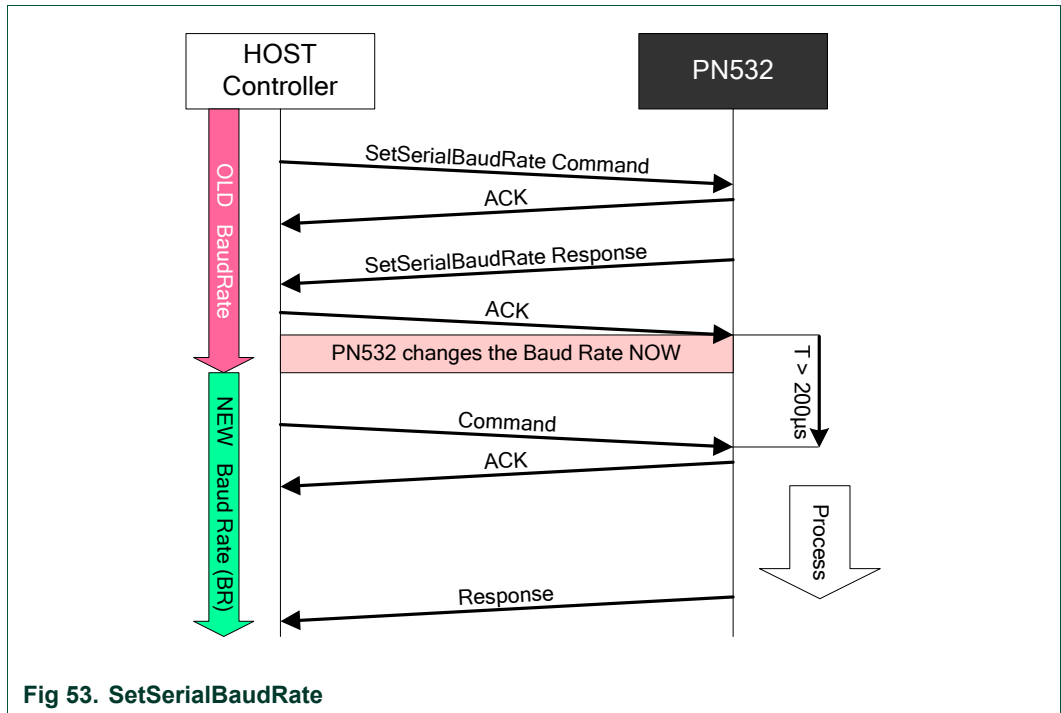 HOST
Controller
PN532
OLD BaudRate
SetSerialBaudRate Command
ACK
SetSerialBaudRate Response
ACK
PN532 changes the Baud Rate NOW
T > 200µs
NEW Baud Rate (BR)
Command
ACK
Process
Response
Fig 53. SetSerialBaudRate